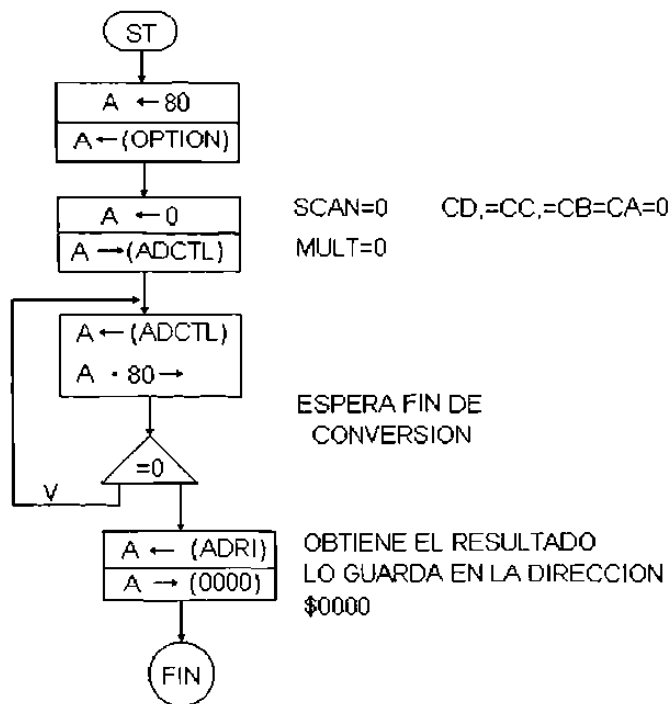 ST
A ← 80
A ← (OPTION)
A ← 0
A → (ADCTL)
SCAN=0 CD,=CC,=CB=CA=0
MULT=0
A ← (ADCTL)
A · 80 →
ESPERA FIN DE
CONVERSION
=0
V
A ← (ADRI)
A → (0000)
OBTIENE EL RESULTADO
LO GUARDA EN LA DIRECCION
$0000
FIN